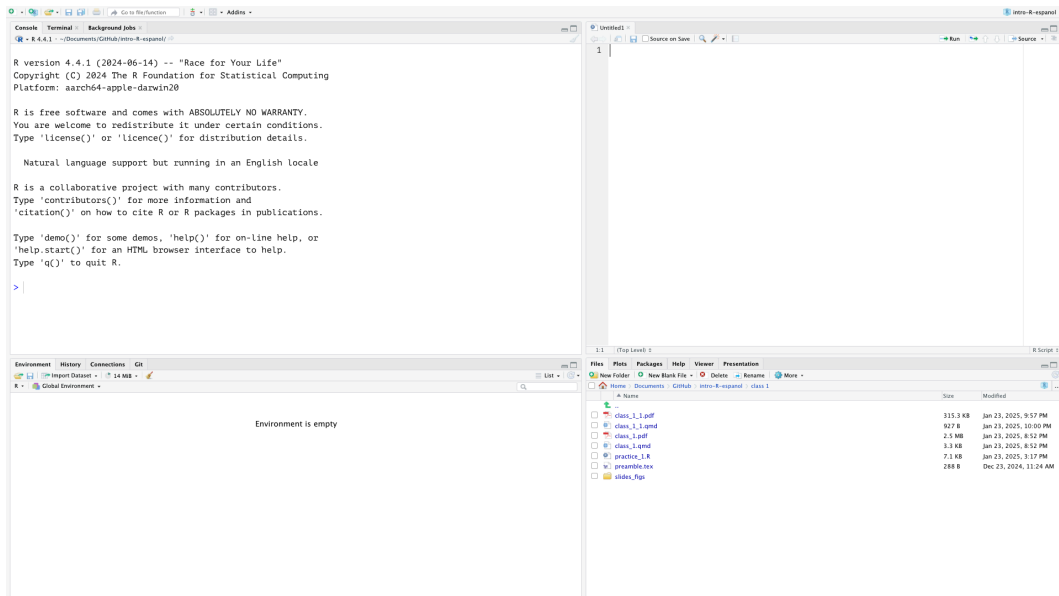 Go to file/function
Addins
intro-R-espanol
Console Terminal Background Jobs
R 4.4.1 · ~/Documents/GitHub/intro-R-espanol/
R version 4.4.1 (2024-06-14) -- "Race for Your Life"
Copyright (C) 2024 The R Foundation for Statistical Computing
Platform: aarch64-apple-darwin20
R is free software and comes with ABSOLUTELY NO WARRANTY.
You are welcome to redistribute it under certain conditions.
Type 'license()' or 'licence()' for distribution details.
Natural language support but running in an English locale
R is a collaborative project with many contributors.
Type 'contributors()' for more information and
'citation()' on how to cite R or R packages in publications.
Type 'demo()' for some demos, 'help()' for on-line help, or
'help.start()' for an HTML browser interface to help.
Type 'q()' to quit R.
>
Untitled1
Source on Save Run Source
1
1:1 (Top Level) R Script
Environment History Connections Git
Import Dataset 14 MiB List
R Global Environment
Environment is empty
Files Plots Packages Help Viewer Presentation
New Folder New Blank File Delete Rename More
Home Documents GitHub intro-R-espanol class 1
Name Size Modified
..
class_1_1.pdf 315.3 KB Jan 23, 2025, 9:57 PM
class_1_1.qmd 927 B Jan 23, 2025, 10:00 PM
class_1.pdf 2.5 MB Jan 23, 2025, 8:52 PM
class_1.qmd 3.3 KB Jan 23, 2025, 8:52 PM
practice_1.R 7.1 KB Jan 23, 2025, 3:17 PM
preamble.tex 288 B Dec 23, 2024, 11:24 AM
slides_figs